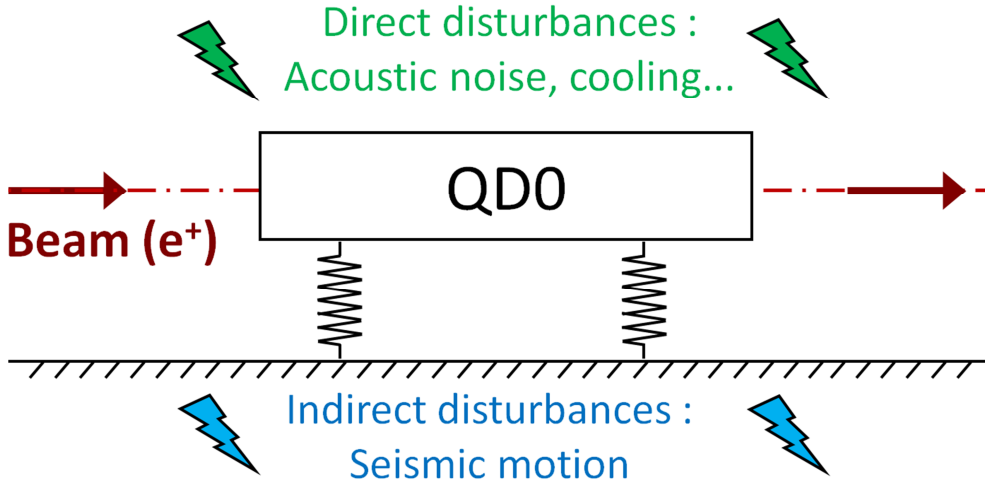 Direct disturbances :
Acoustic noise, cooling...
QD0
Beam (e⁺)
Indirect disturbances :
Seismic motion